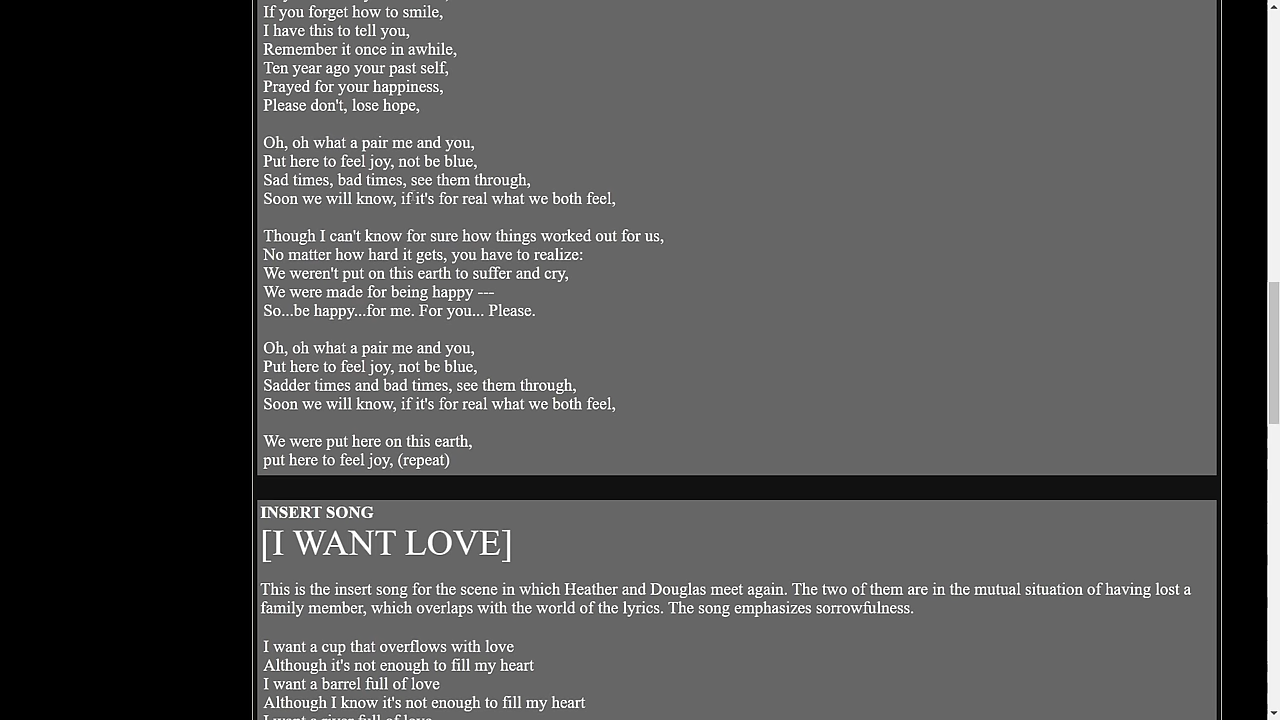 If you forget how to smile,
I have this to tell you,
Remember it once in awhile,
Ten year ago your past self,
Prayed for your happiness,
Please don't, lose hope,
Oh, oh what a pair me and you,
Put here to feel joy, not be blue,
Sad times, bad times, see them through,
Soon we will know, if it's for real what we both feel,
Though I can't know for sure how things worked out for us,
No matter how hard it gets, you have to realize:
We weren't put on this earth to suffer and cry,
We were made for being happy ---
So...be happy...for me. For you... Please.
Oh, oh what a pair me and you,
Put here to feel joy, not be blue,
Sadder times and bad times, see them through,
Soon we will know, if it's for real what we both feel,
We were put here on this earth,
put here to feel joy, (repeat)
INSERT SONG
[I WANT LOVE]
This is the insert song for the scene in which Heather and Douglas meet again. The two of them are in the mutual situation of having lost a
family member, which overlaps with the world of the lyrics. The song emphasizes sorrowfulness.
I want a cup that overflows with love
Although it's not enough to fill my heart
I want a barrel full of love
Although I know it's not enough to fill my heart
I want a river full of love